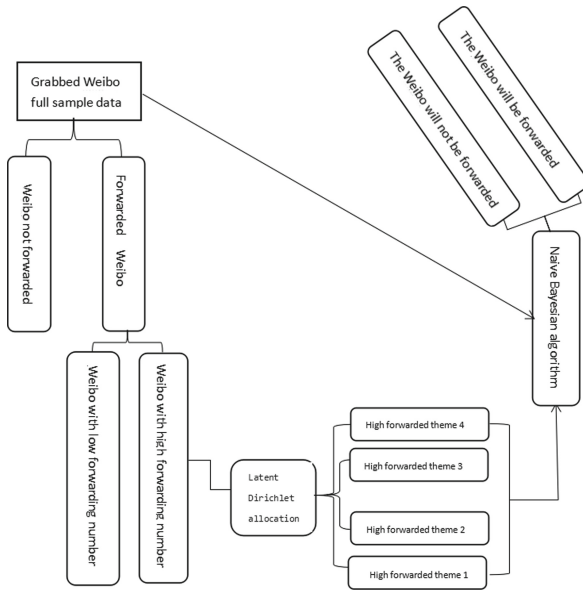 Grabbed Weibo
full sample data
Weibo not forwarded
Forwarded Weibo
Weibo with low forwarding number
Weibo with high forwarding number
Latent
Dirichlet
allocation
High forwarded theme 4
High forwarded theme 3
High forwarded theme 2
High forwarded theme 1
Naive Bayesian algorithm
The Weibo will not be forwarded
The Weibo will be forwarded